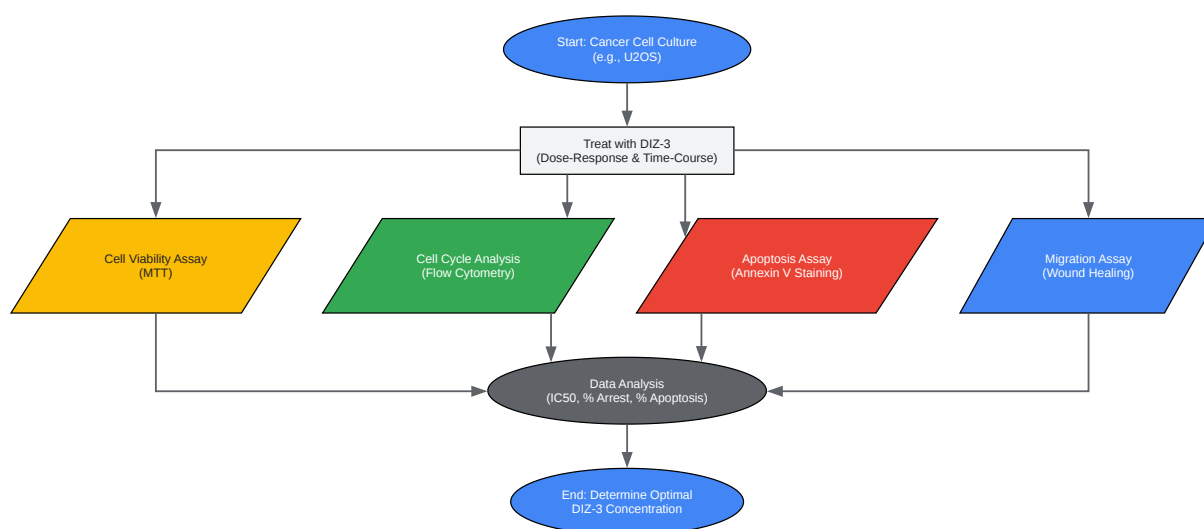 Start: Cancer Cell Culture
(e.g., U2OS)
Treat with DIZ-3
(Dose-Response & Time-Course)
Cell Viability Assay
(MTT)
Cell Cycle Analysis
(Flow Cytometry)
Apoptosis Assay
(Annexin V Staining)
Migration Assay
(Wound Healing)
Data Analysis
(IC50, % Arrest, % Apoptosis)
End: Determine Optimal
DIZ-3 Concentration